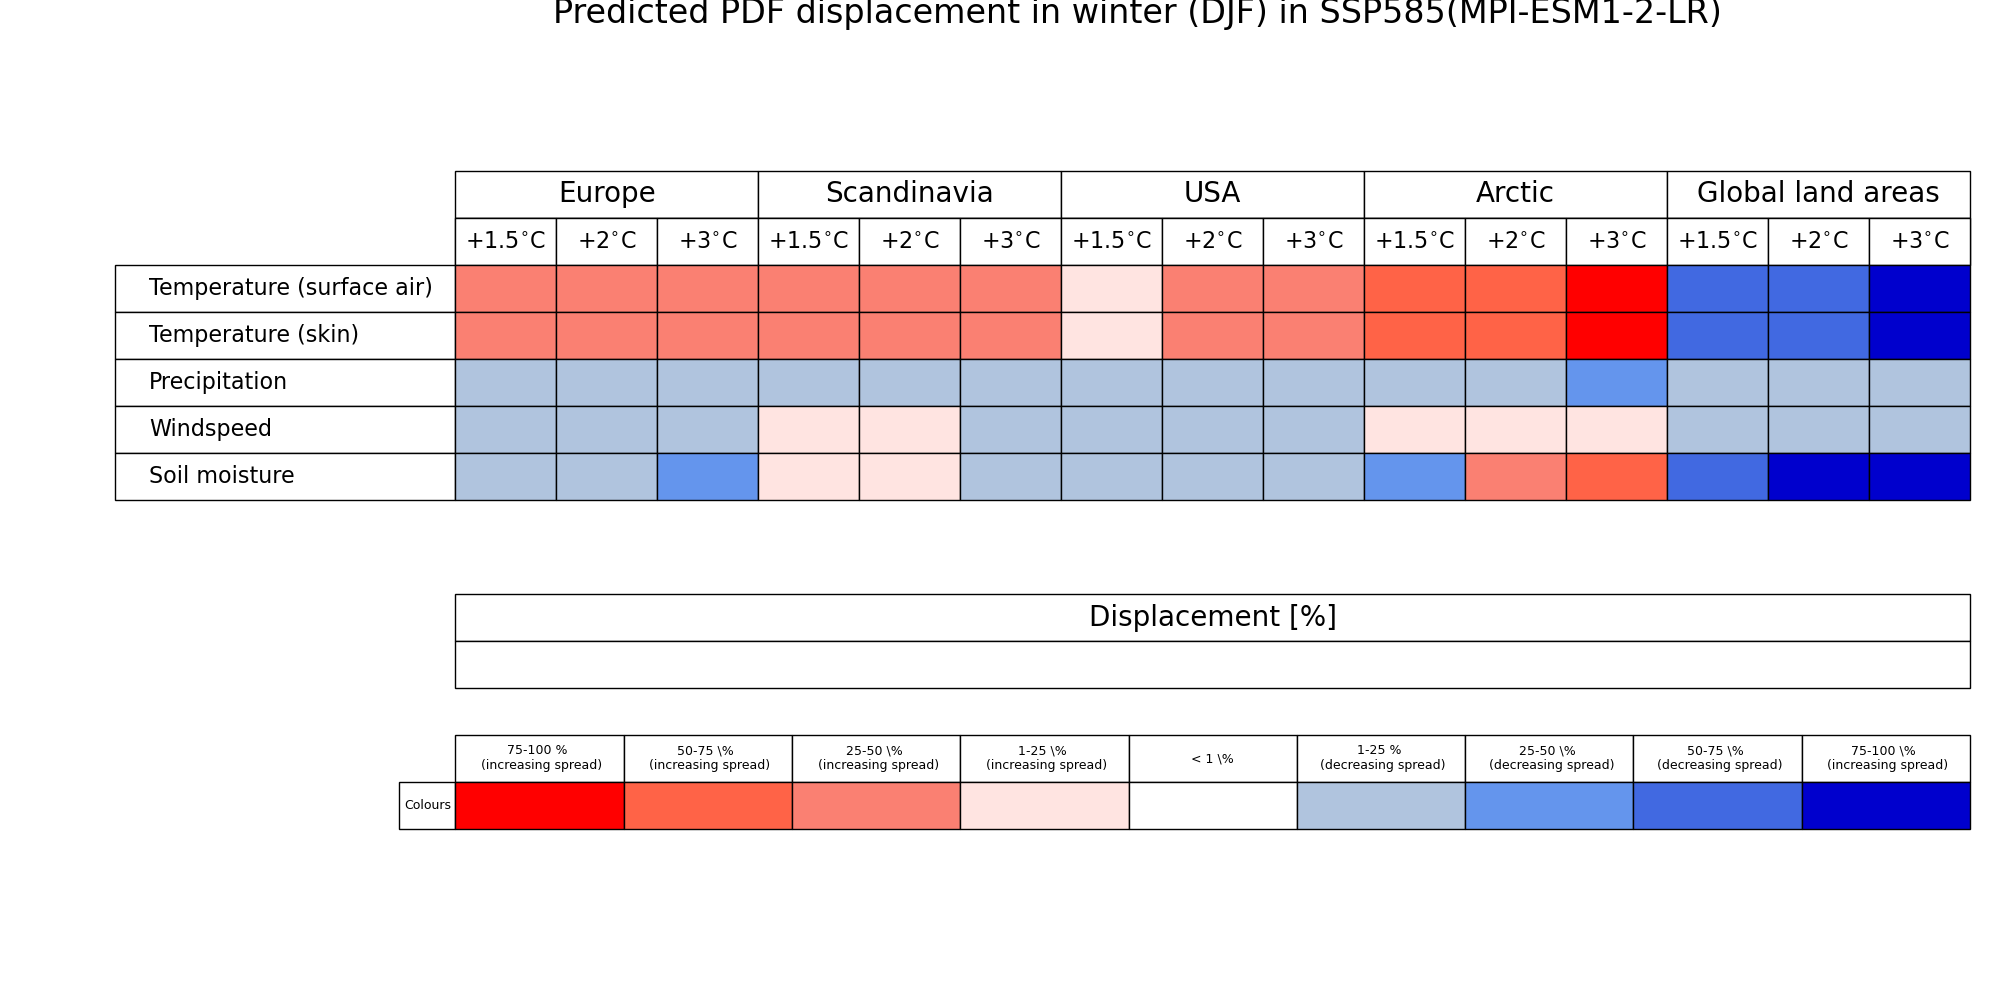 Predicted PDF displacement in winter (DJF) in SSP585(MPI-ESM1-2-LR)
Europe Scandinavia USA Arctic Global land areas
+1.5°C +2°C +3°C +1.5°C +2°C +3°C +1.5°C +2°C +3°C +1.5°C +2°C +3°C +1.5°C +2°C +3°C
Temperature (surface air)
Temperature (skin)
Precipitation
Windspeed
Soil moisture
Displacement [%]
75-100 % 50-75 \% 25-50 \% 1-25 \% < 1 \% 1-25 % 25-50 \% 50-75 \% 75-100 \%
(increasing spread) (increasing spread) (increasing spread) (increasing spread) (decreasing spread) (decreasing spread) (decreasing spread) (increasing spread)
Colours